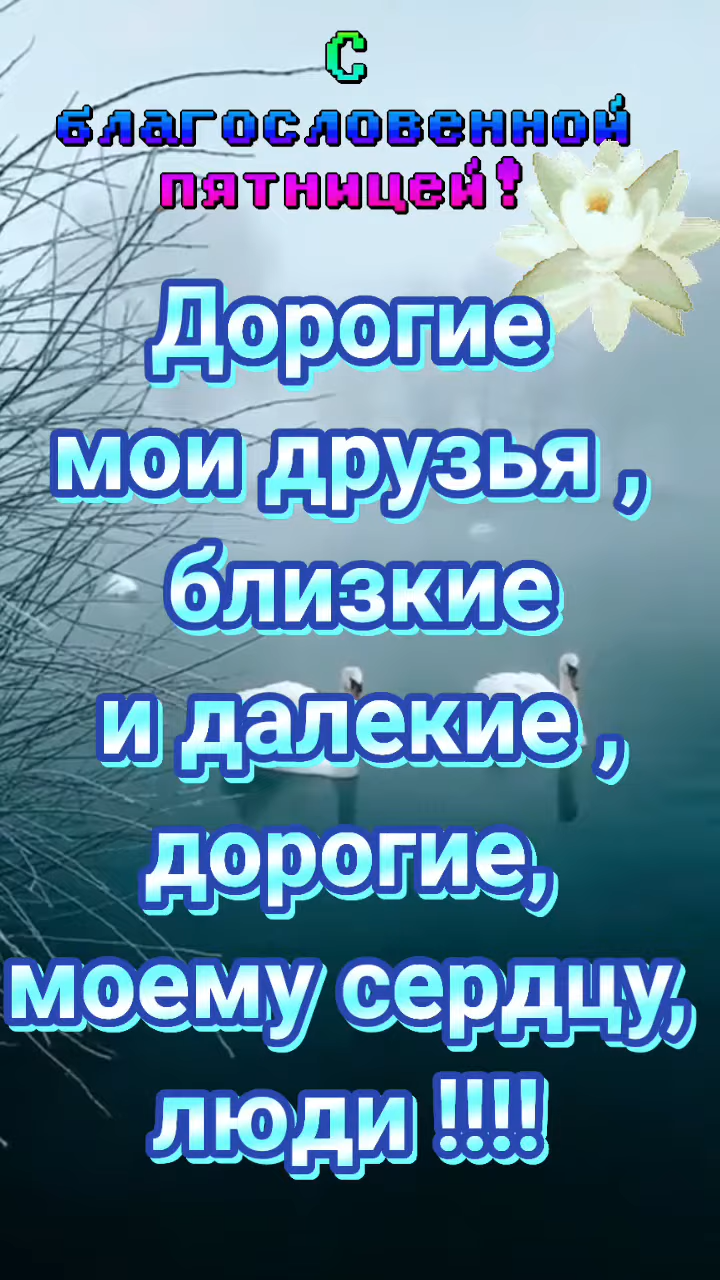 С
благословенной
пятницей!
Дорогие
мои друзья ,
близкие
и далекие ,
дорогие,
моему сердцу,
люди !!!!